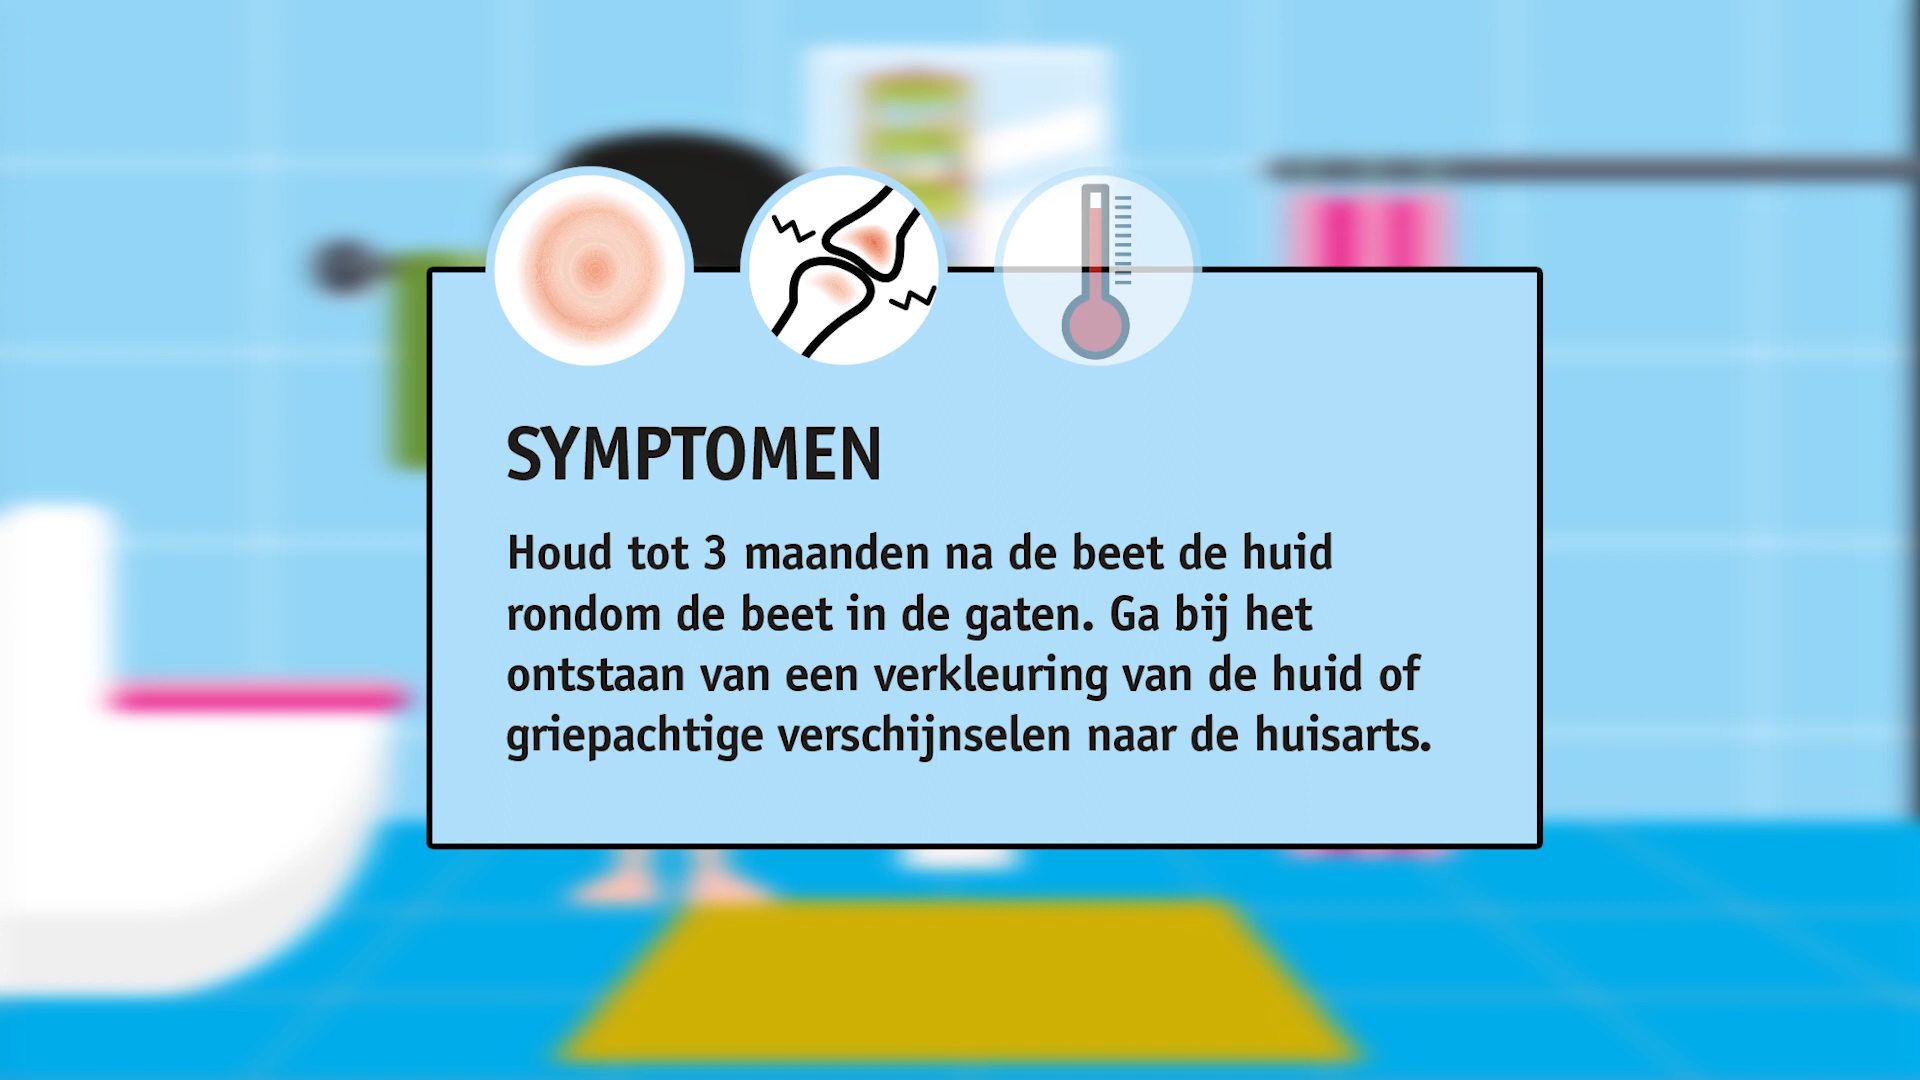 SYMPTOMEN
Houd tot 3 maanden na de beet de huid
rondom de beet in de gaten. Ga bij het
ontstaan van een verkleuring van de huid of
griepachtige verschijnselen naar de huisarts.